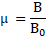 μ = B/B₀